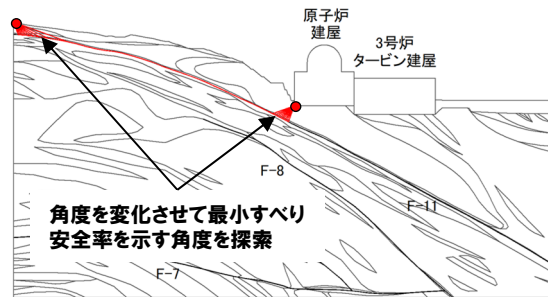 原子炉
建屋
3号炉
タービン建屋
F-8
F-11
角度を変化させて最小すべり
安全率を示す角度を探索
F-7